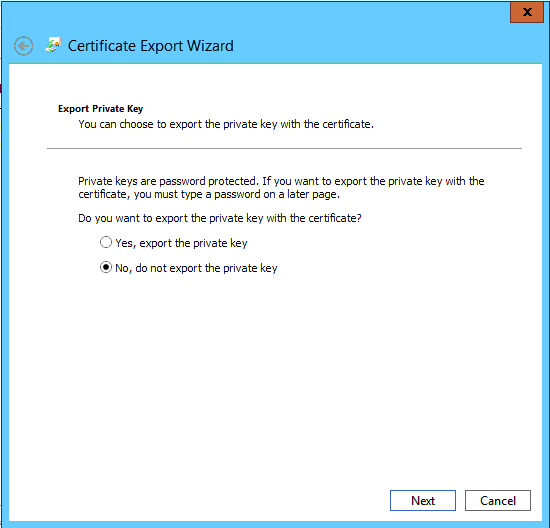 x
Certificate Export Wizard
Export Private Key
You can choose to export the private key with the certificate.
Private keys are password protected. If you want to export the private key with the
certificate, you must type a password on a later page.
Do you want to export the private key with the certificate?
Yes, export the private key
No, do not export the private key
Next
Cancel